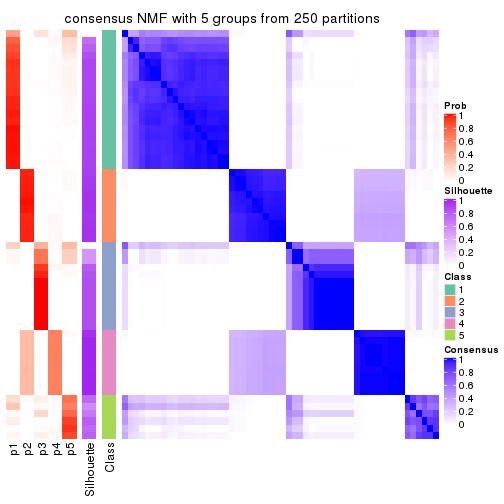 consensus NMF with 5 groups from 250 partitions
Prob
1
0.8
0.6
0.4
0.2
0
Silhouette
1
0.8
0.6
0.4
0.2
0
Class
1
2
3
4
5
Consensus
1
0.8
0.6
0.4
0.2
0
p1
p2
p3
p4
p5
Silhouette
Class